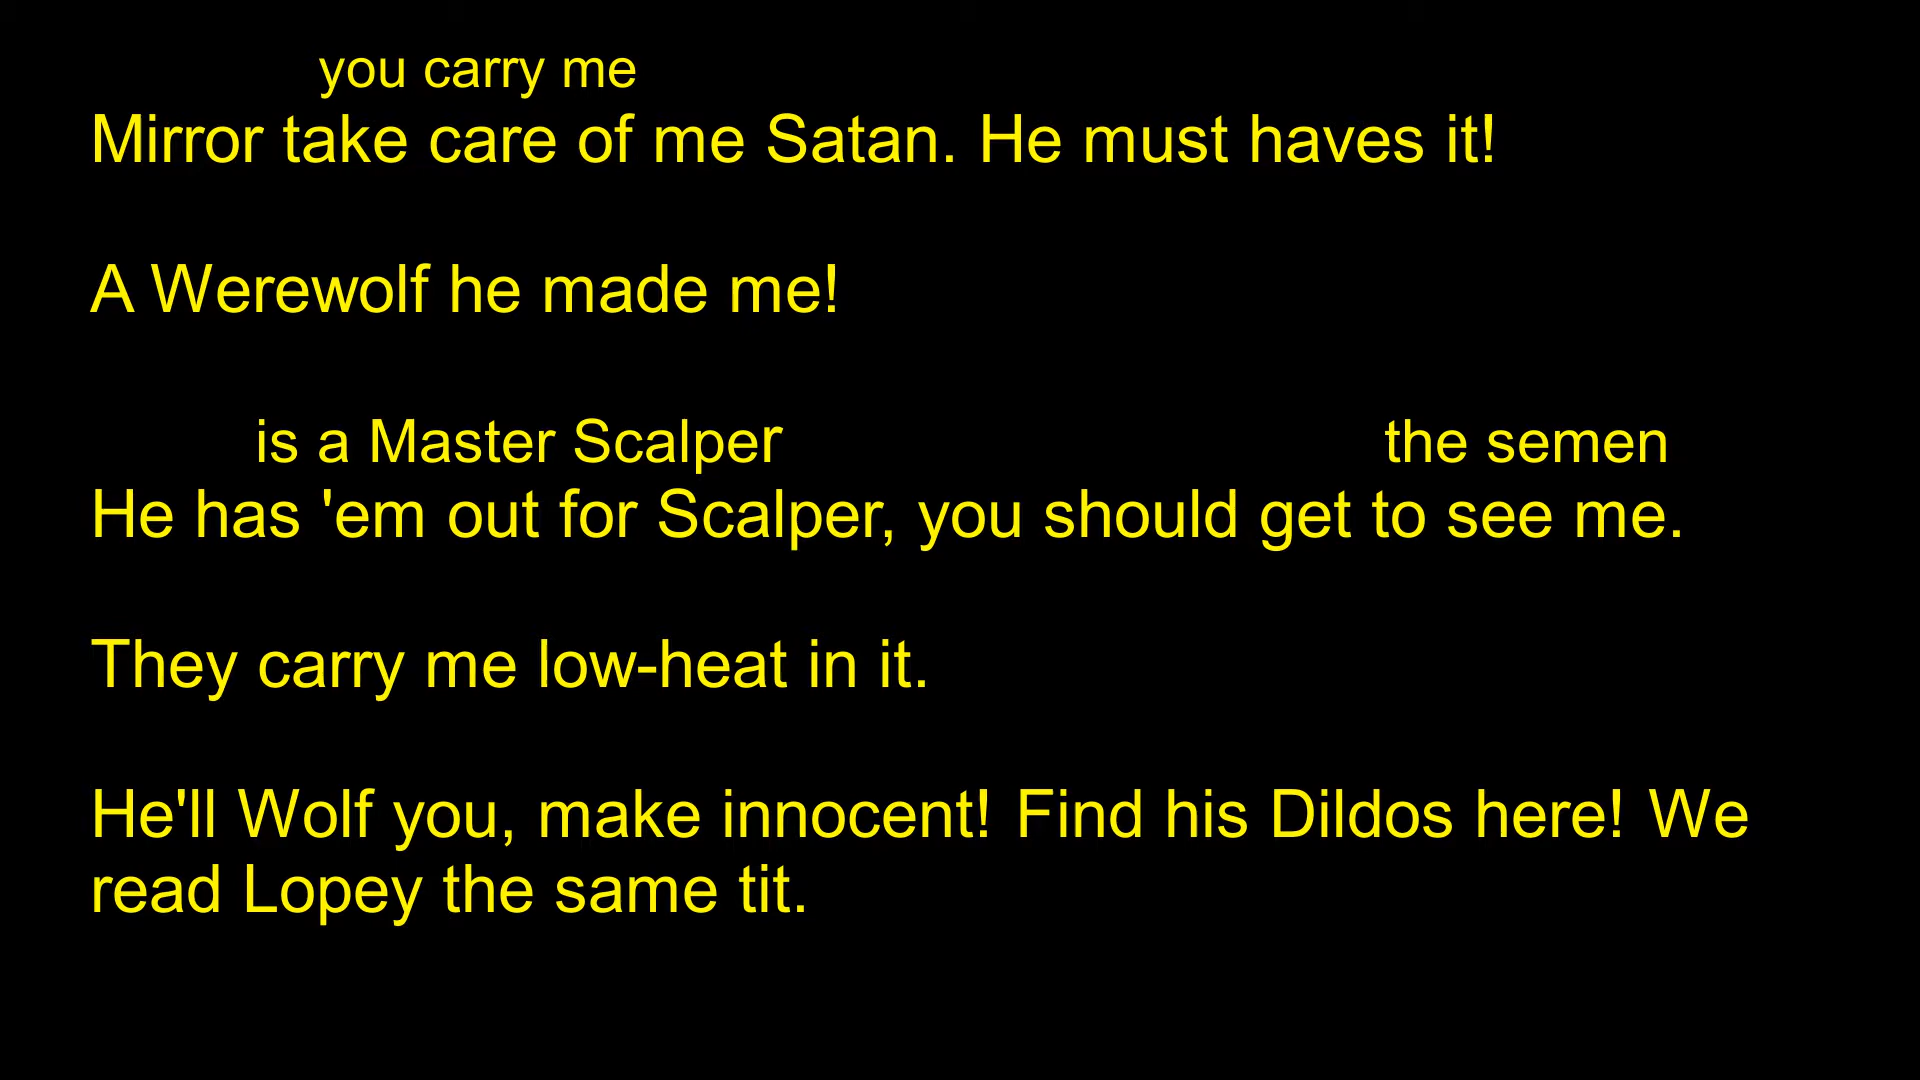 you carry me
Mirror take care of me Satan. He must haves it!
A Werewolf he made me!
is a Master Scalper the semen
He has 'em out for Scalper, you should get to see me.
They carry me low-heat in it.
He'll Wolf you, make innocent! Find his Dildos here! We
read Lopey the same tit.